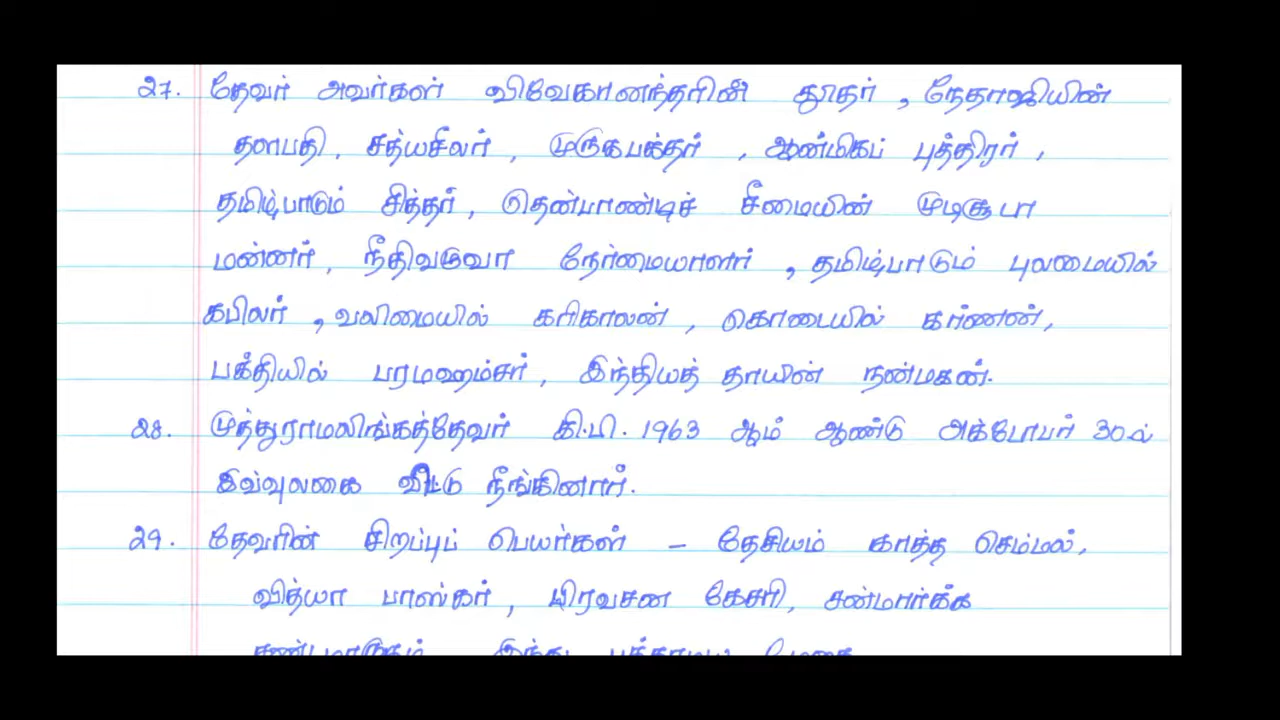 27. தேவர் அவர்கள் விவேகானந்தரின் தூதர் , நேதாஜியின்
தளபதி , சத்யசீலர் , முருகபக்தர் , ஆன்மிகப் புத்திரர் ,
தமிழ்பாடும் சித்தர் , தென்பாண்டிச் சீமையின் முடிசூடா
மன்னர் , நீதிவழுவா நேர்மையாளர் , தமிழ்பாடும் புலமையில்
கபிலர் , வலிமையில் கரிகாலன் , கொடையில் கர்ணன் ,
பக்தியில் பரமஹம்சர் , இந்தியத் தாயின் நன்மகன்.
28. முத்துராமலிங்கத்தேவர் கி.பி. 1963 ஆம் ஆண்டு அக்டோபர் 30ல்
இவ்வுலகை விட்டு நீங்கினார்.
29. தேவரின் சிறப்புப் பெயர்கள் – தேசியம் காத்த செம்மல் ,
வித்யா பாஸ்கர் , பிரவசன கேசரி , சன்மார்க்க